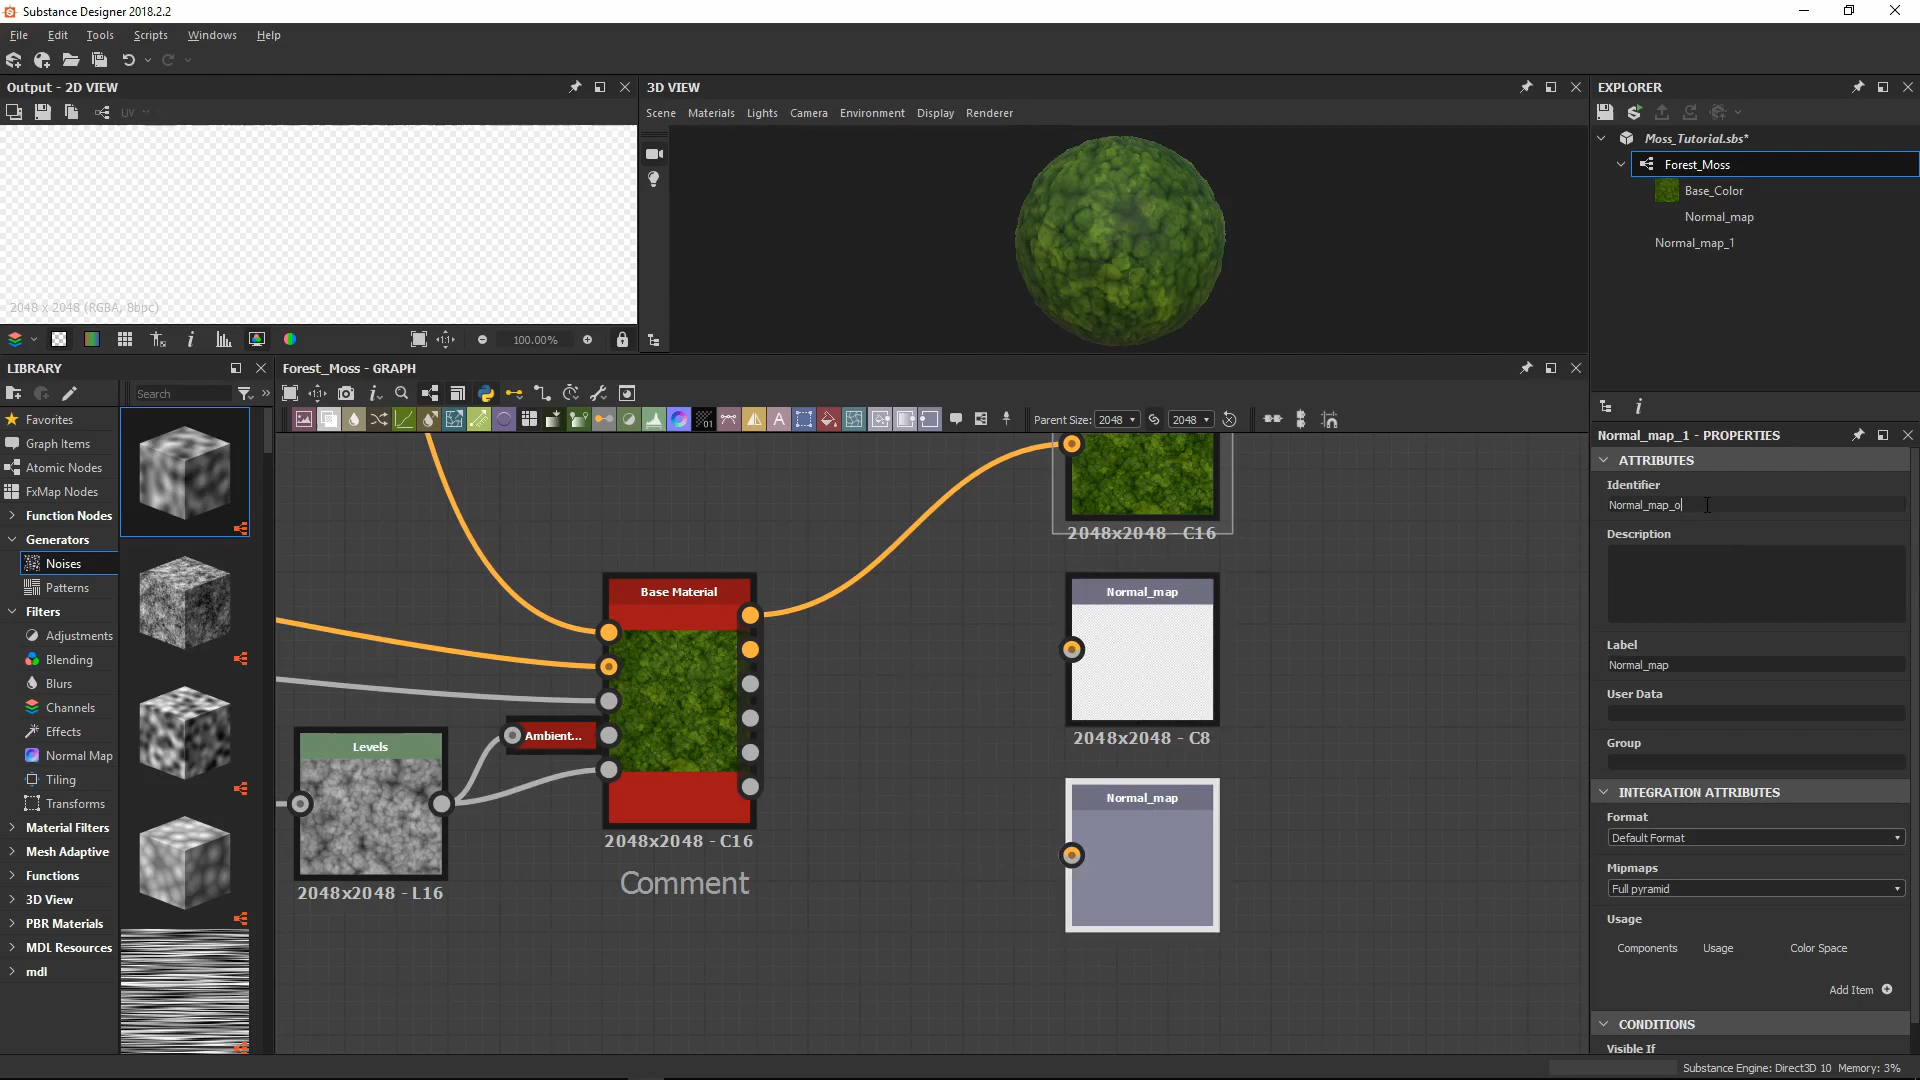 Substance Designer 2018.2.2
File Edit Tools Scripts Windows Help
Output - 2D VIEW
UV
2048 x 2048 (RGBA, 8bpc)
100.00%
3D VIEW
Scene Materials Lights Camera Environment Display Renderer
EXPLORER
Moss_Tutorial.sbs*
Forest_Moss
Base_Color
Normal_map
Normal_map_1
LIBRARY
Search
Favorites
Graph Items
Atomic Nodes
FxMap Nodes
Function Nodes
Generators
Noises
Patterns
Filters
Adjustments
Blending
Blurs
Channels
Effects
Normal Map
Tiling
Transforms
Material Filters
Mesh Adaptive
Functions
3D View
PBR Materials
MDL Resources
mdl
Forest_Moss - GRAPH
Parent Size: 2048 2048
2048x2048 - C16
Base Material
Normal_map
2048x2048 - C8
Ambient...
Levels
Normal_map
2048x2048 - C16
2048x2048 - L16
Comment
Normal_map_1 - PROPERTIES
ATTRIBUTES
Identifier
Normal_map_o
Description
Label
Normal_map
User Data
Group
INTEGRATION ATTRIBUTES
Format
Default Format
Mipmaps
Full pyramid
Usage
Components Usage Color Space
Add Item
CONDITIONS
Visible If
Substance Engine: Direct3D 10 Memory: 3%